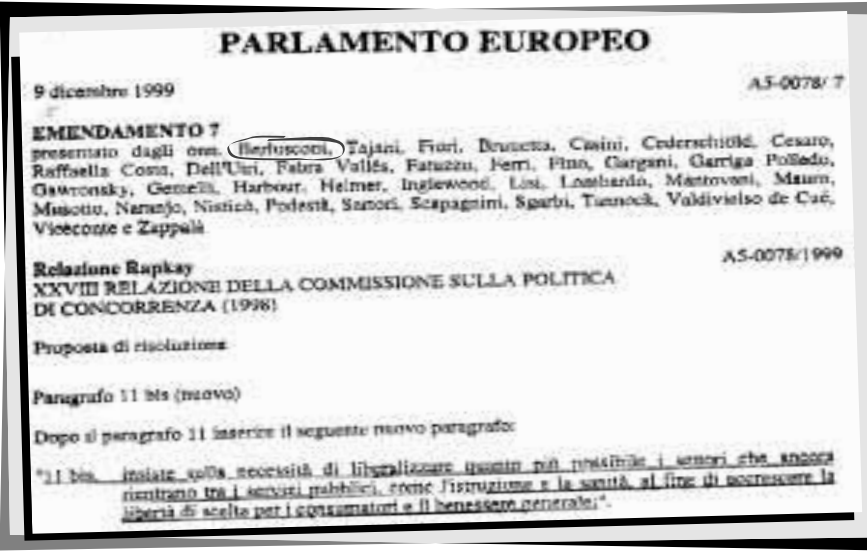 PARLAMENTO EUROPEO
9 dicembre 1999
A5-0078/ 7
EMENDAMENTO 7
presentato dagli onn. Berlusconi, Tajani, Fiori, Brunetta, Casini, Cederschiöld, Cesaro,
Raffaella Costa, Dell'Utri, Fabra Vallés, Fatuzzo, Ferri, Fitto, Gargani, Garriga Polledo,
Gawronsky, Gemelli, Harbour, Helmer, Inglewood, Lisi, Lombardo, Mantovani, Mauro,
Musotto, Naranjo, Nisticò, Podestà, Santori, Scapagnini, Sgarbi, Tannock, Valdivielso de Cué,
Viceconte e Zappalà
Relazione Rapkay
A5-0078/1999
XXVIII RELAZIONE DELLA COMMISSIONE SULLA POLITICA
DI CONCORRENZA (1998)
Proposta di risoluzione
Paragrafo 11 bis (nuovo)
Dopo il paragrafo 11 inserire il seguente nuovo paragrafo:
"11 bis. insiste sulla necessità di liberalizzare quanto più possibile i settori che ancora
rientrano tra i servizi pubblici, come l'istruzione e la sanità, al fine di accrescere la
libertà di scelta per i consumatori e il benessere generale;".